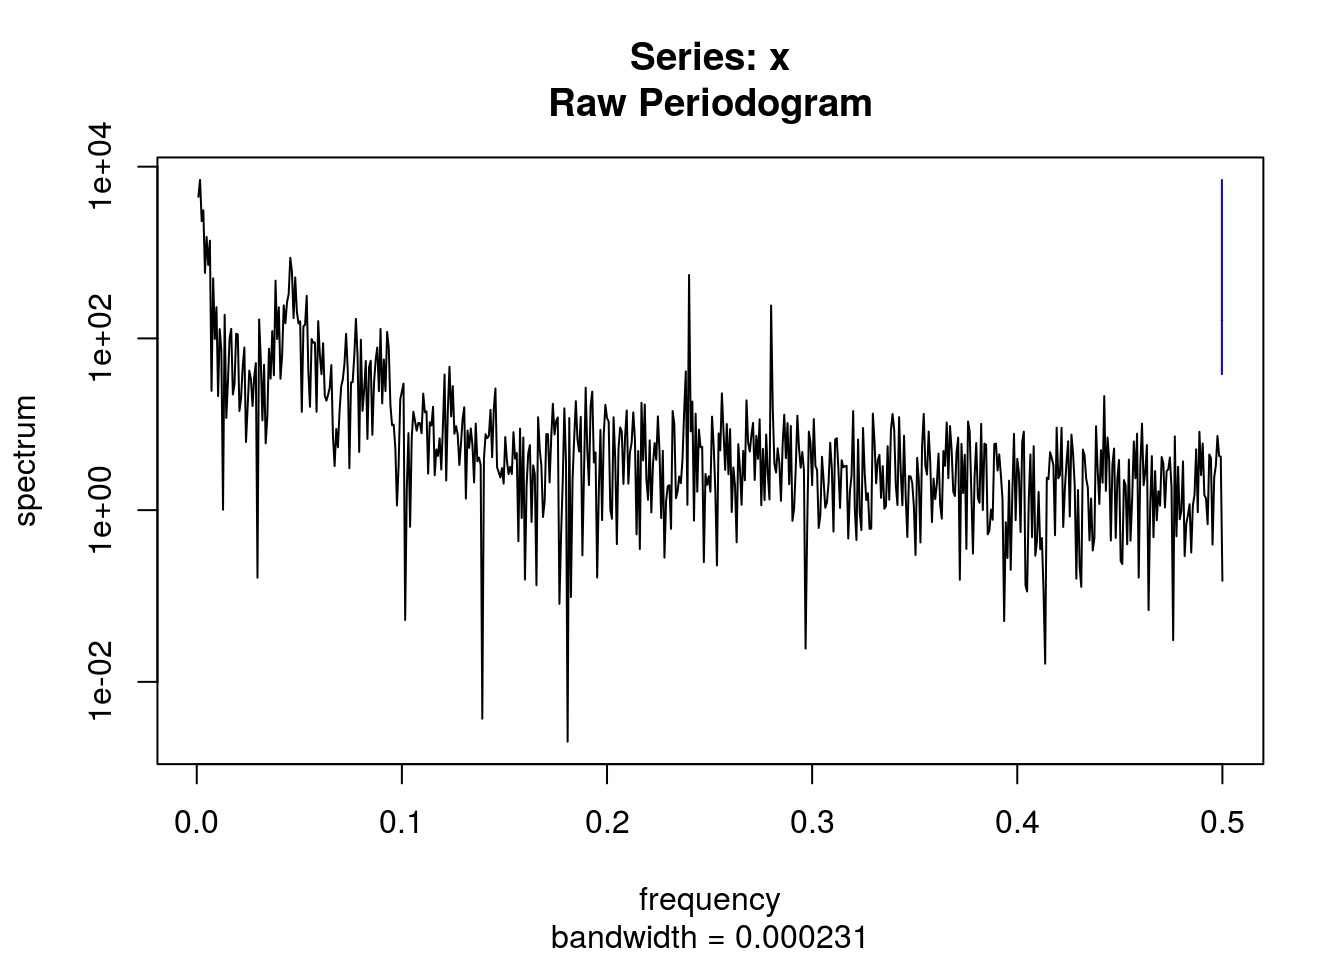 Series: x
Raw Periodogram
1e+04
1e+02
1e+00
1e-02
spectrum
0.0 0.1 0.2 0.3 0.4 0.5
frequency
bandwidth = 0.000231